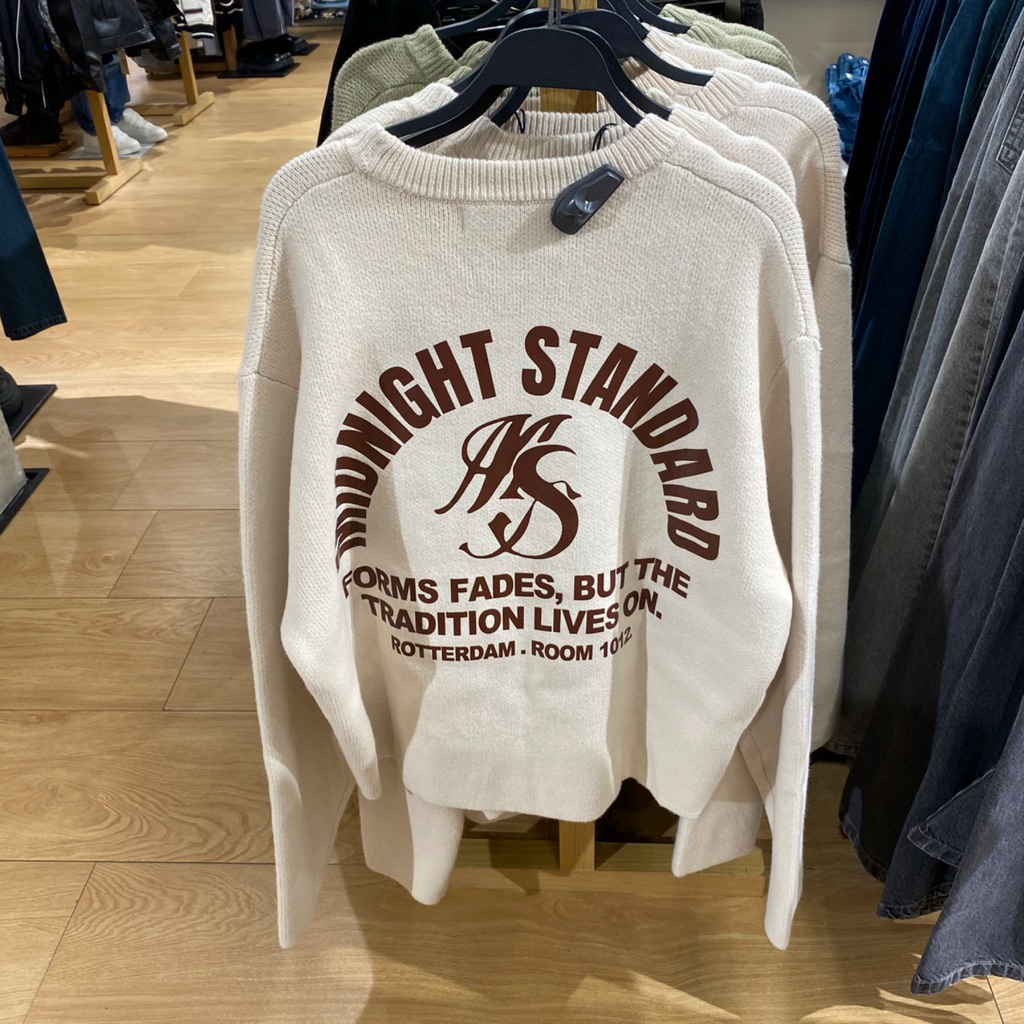 MIDNIGHT STANDARD
MS
FORMS FADES, BUT THE
TRADITION LIVES ON.
ROTTERDAM . ROOM 1012.